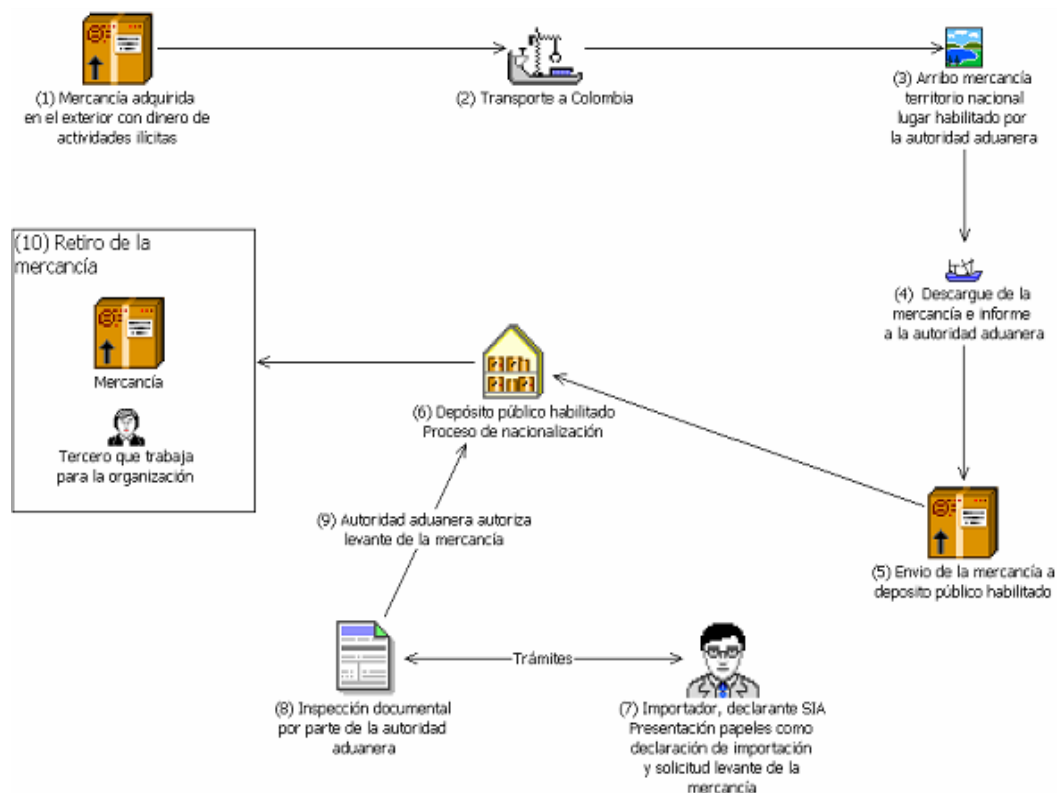 (1) Mercancía adquirida
en el exterior con dinero de
actividades ilícitas
(2) Transporte a Colombia
(3) Arribo mercancía
territorio nacional
lugar habilitado por
la autoridad aduanera
(4) Descargue de la
mercancía e informe
a la autoridad aduanera
(5) Envio de la mercancía a
deposito público habilitado
(6) Depósito público habilitado
Proceso de nacionalización
(7) Importador, declarante SIA
Presentación papeles como
declaración de importación
y solicitud levante de la
mercancía
Trámites
(8) Inspección documental
por parte de la autoridad
aduanera
(9) Autoridad aduanera autoriza
levante de la mercancía
(10) Retiro de la
mercancía
Mercancía
Tercero que trabaja
para la organización